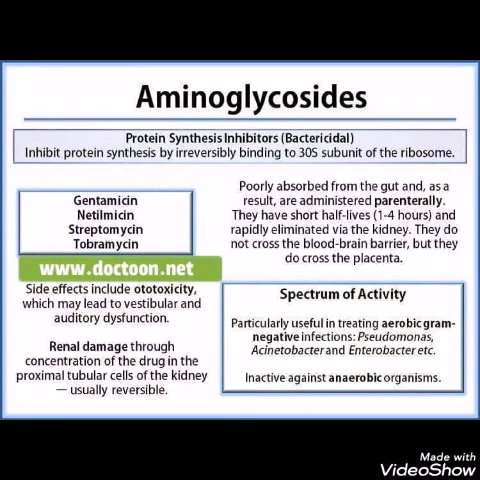 Aminoglycosides
Protein Synthesis Inhibitors (Bactericidal)
Inhibit protein synthesis by irreversibly binding to 30S subunit of the ribosome.
Gentamicin
Netilmicin
Streptomycin
Tobramycin
www.doctoon.net
Side effects include ototoxicity,
which may lead to vestibular and
auditory dysfunction.
Renal damage through
concentration of the drug in the
proximal tubular cells of the kidney
— usually reversible.
Poorly absorbed from the gut and, as a
result, are administered parenterally.
They have short half-lives (1-4 hours) and
rapidly eliminated via the kidney. They do
not cross the blood-brain barrier, but they
do cross the placenta.
Spectrum of Activity
Particularly useful in treating aerobic gram-
negative infections: Pseudomonas,
Acinetobacter and Enterobacter etc.
Inactive against anaerobic organisms.
Made with
VideoShow